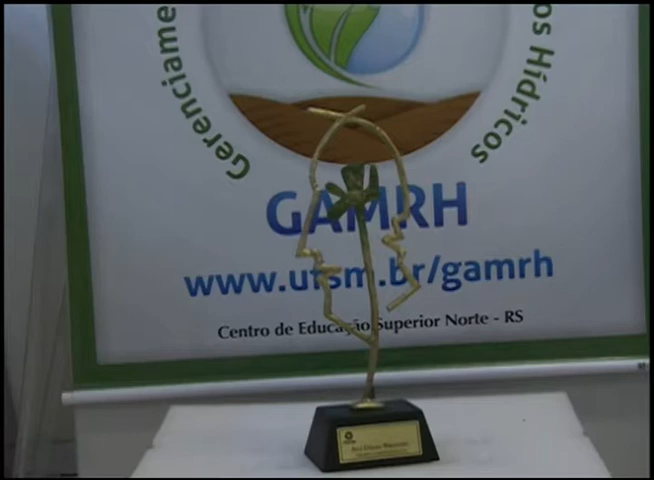 Gerenciame
os Hídricos
GAMRH
www.ufsm.br/gamrh
Centro de Educação Superior Norte - RS